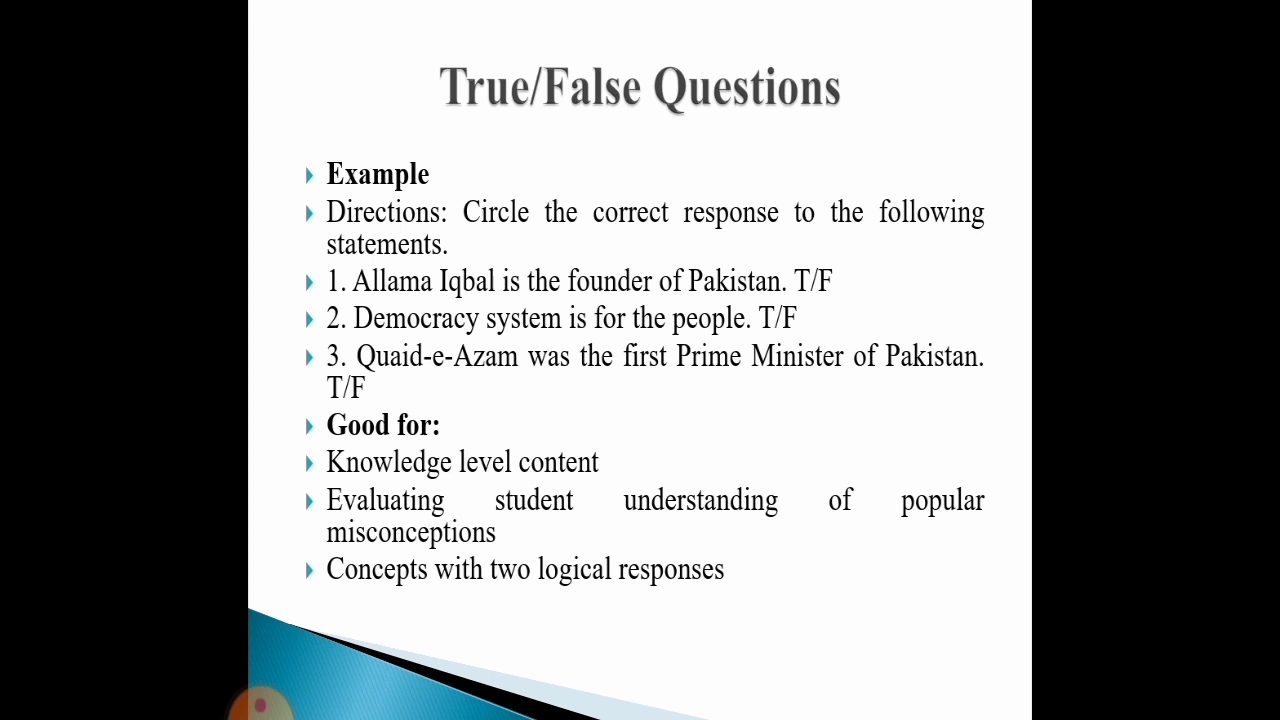 True/False Questions
Example
Directions: Circle the correct response to the following
statements.
1. Allama Iqbal is the founder of Pakistan. T/F
2. Democracy system is for the people. T/F
3. Quaid-e-Azam was the first Prime Minister of Pakistan.
T/F
Good for:
Knowledge level content
Evaluating student understanding of popular
misconceptions
Concepts with two logical responses